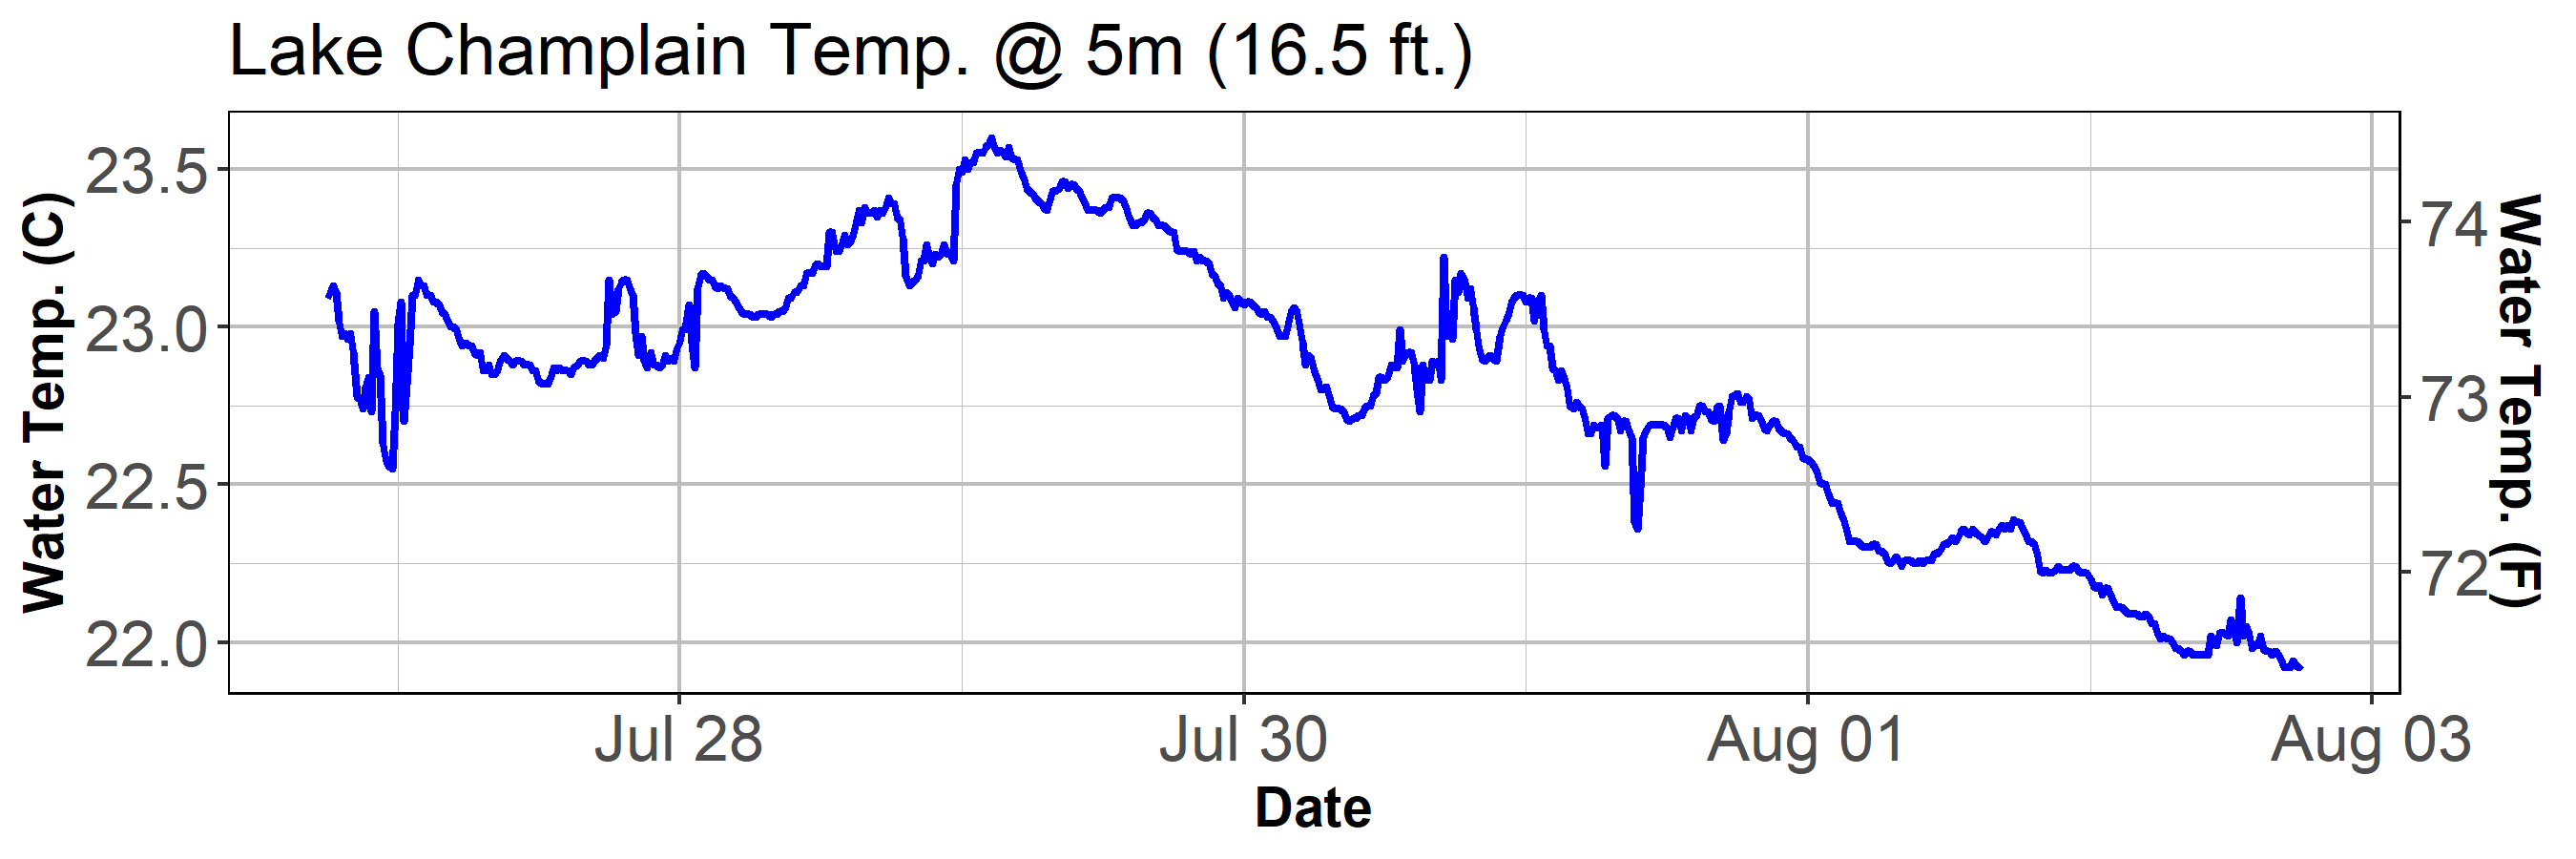 Lake Champlain Temp. @ 5m (16.5 ft.)
Water Temp. (C)
23.5
23.0
22.5
22.0
74
73
72
Water Temp. (F)
Jul 28
Jul 30
Aug 01
Aug 03
Date